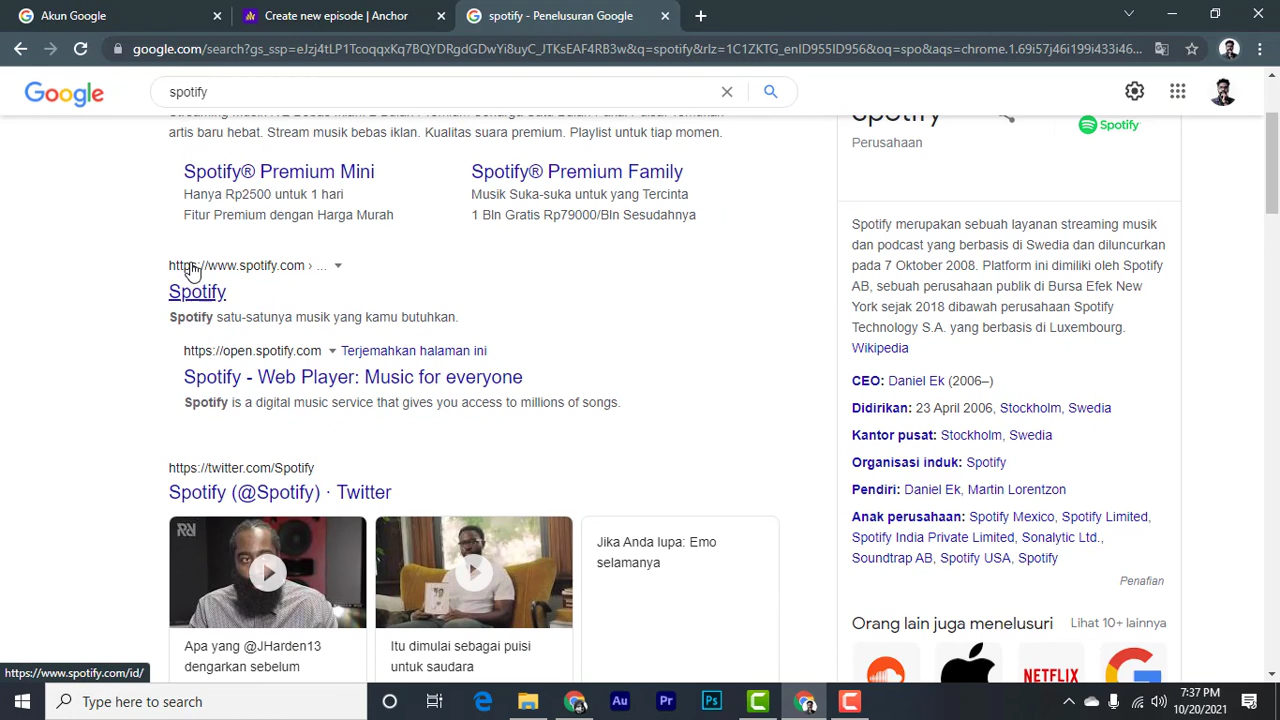 Akun Google
Create new episode | Anchor
spotify - Penelusuran Google
google.com/search?gs_ssp=eJzj4tLP1TcoqqxKq7BQYDRgdGDwYi8uyC_JTKsEAF4RB3w&q=spotify&rlz=1C1ZKTG_enID955ID956&oq=spo&aqs=chrome.1.69i57j46i199i433i46...
Google
spotify
artis baru hebat. Stream musik bebas iklan. Kualitas suara premium. Playlist untuk tiap momen.
Spotify® Premium Mini
Hanya Rp2500 untuk 1 hari
Fitur Premium dengan Harga Murah
Spotify® Premium Family
Musik Suka-suka untuk yang Tercinta
1 Bln Gratis Rp79000/Bln Sesudahnya
https://www.spotify.com › ...
Spotify
Spotify satu-satunya musik yang kamu butuhkan.
https://open.spotify.com Terjemahkan halaman ini
Spotify - Web Player: Music for everyone
Spotify is a digital music service that gives you access to millions of songs.
https://twitter.com/Spotify
Spotify (@Spotify) · Twitter
Apa yang @JHarden13
dengarkan sebelum
Itu dimulai sebagai puisi
untuk saudara
Jika Anda lupa: Emo
selamanya
Spotify
Perusahaan
Spotify
Spotify merupakan sebuah layanan streaming musik
dan podcast yang berbasis di Swedia dan diluncurkan
pada 7 Oktober 2008. Platform ini dimiliki oleh Spotify
AB, sebuah perusahaan publik di Bursa Efek New
York sejak 2018 dibawah perusahaan Spotify
Technology S.A. yang berbasis di Luxembourg.
Wikipedia
CEO: Daniel Ek (2006–)
Didirikan: 23 April 2006, Stockholm, Swedia
Kantor pusat: Stockholm, Swedia
Organisasi induk: Spotify
Pendiri: Daniel Ek, Martin Lorentzon
Anak perusahaan: Spotify Mexico, Spotify Limited,
Spotify India Private Limited, Sonalytic Ltd.,
Soundtrap AB, Spotify USA, Spotify
Penafian
Orang lain juga menelusuri
Lihat 10+ lainnya
NETFLIX
https://www.spotify.com/id/
Type here to search
Au
Pr
Ps
7:37 PM
10/20/2021